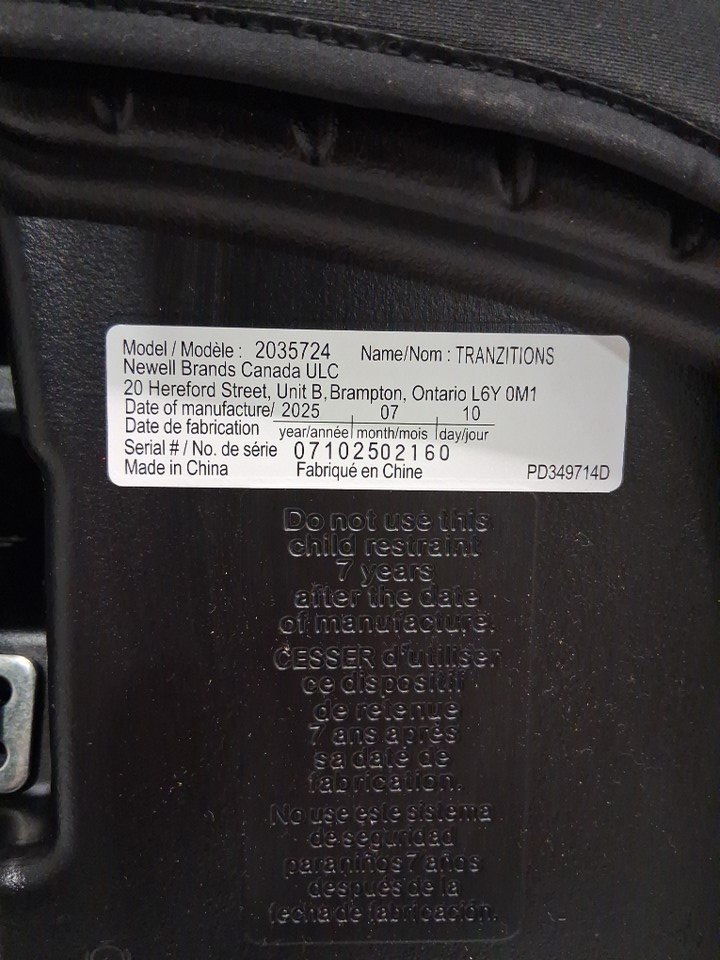 Model / Modèle : 2035724 Name/Nom : TRANZITIONS
Newell Brands Canada ULC
20 Hereford Street, Unit B, Brampton, Ontario L6Y 0M1
Date of manufacture/ 2025 07 10
Date de fabrication year/année month/mois day/jour
Serial # / No. de série 07102502160
Made in China Fabriqué en Chine PD349714D
Do not use this
child restraint
7 years
after the date
of manufacture.
CESSER d'utiliser
ce dispositif
de retenue
7 ans après
sa date de
fabrication.
No use este sistema
de seguridad
para niños 7 años
después de la
fecha de fabricación.